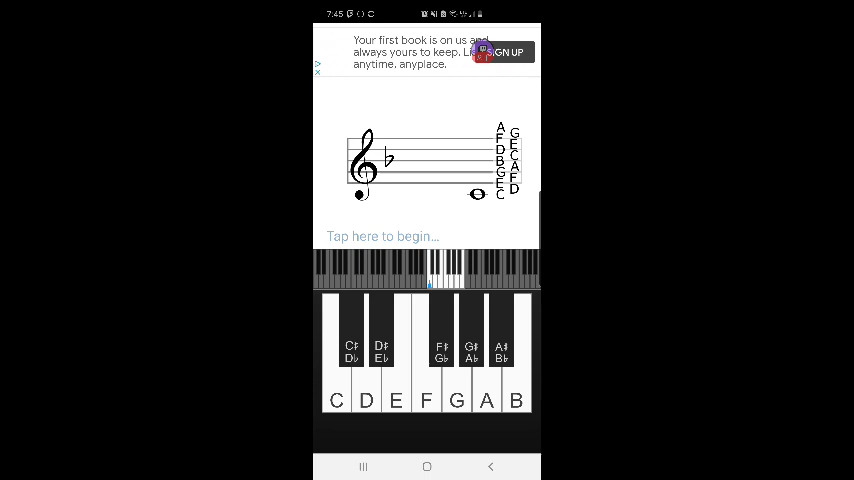 7:45
Your first book is on us and
always yours to keep. Li
SIGN UP
anytime, anyplace.
A
G
F
E
D
C
B
A
G
F
E
D
C
Tap here to begin...
C♯ D♯ F♯ G♯ A♯
D♭ E♭ G♭ A♭ B♭
C D E F G A B